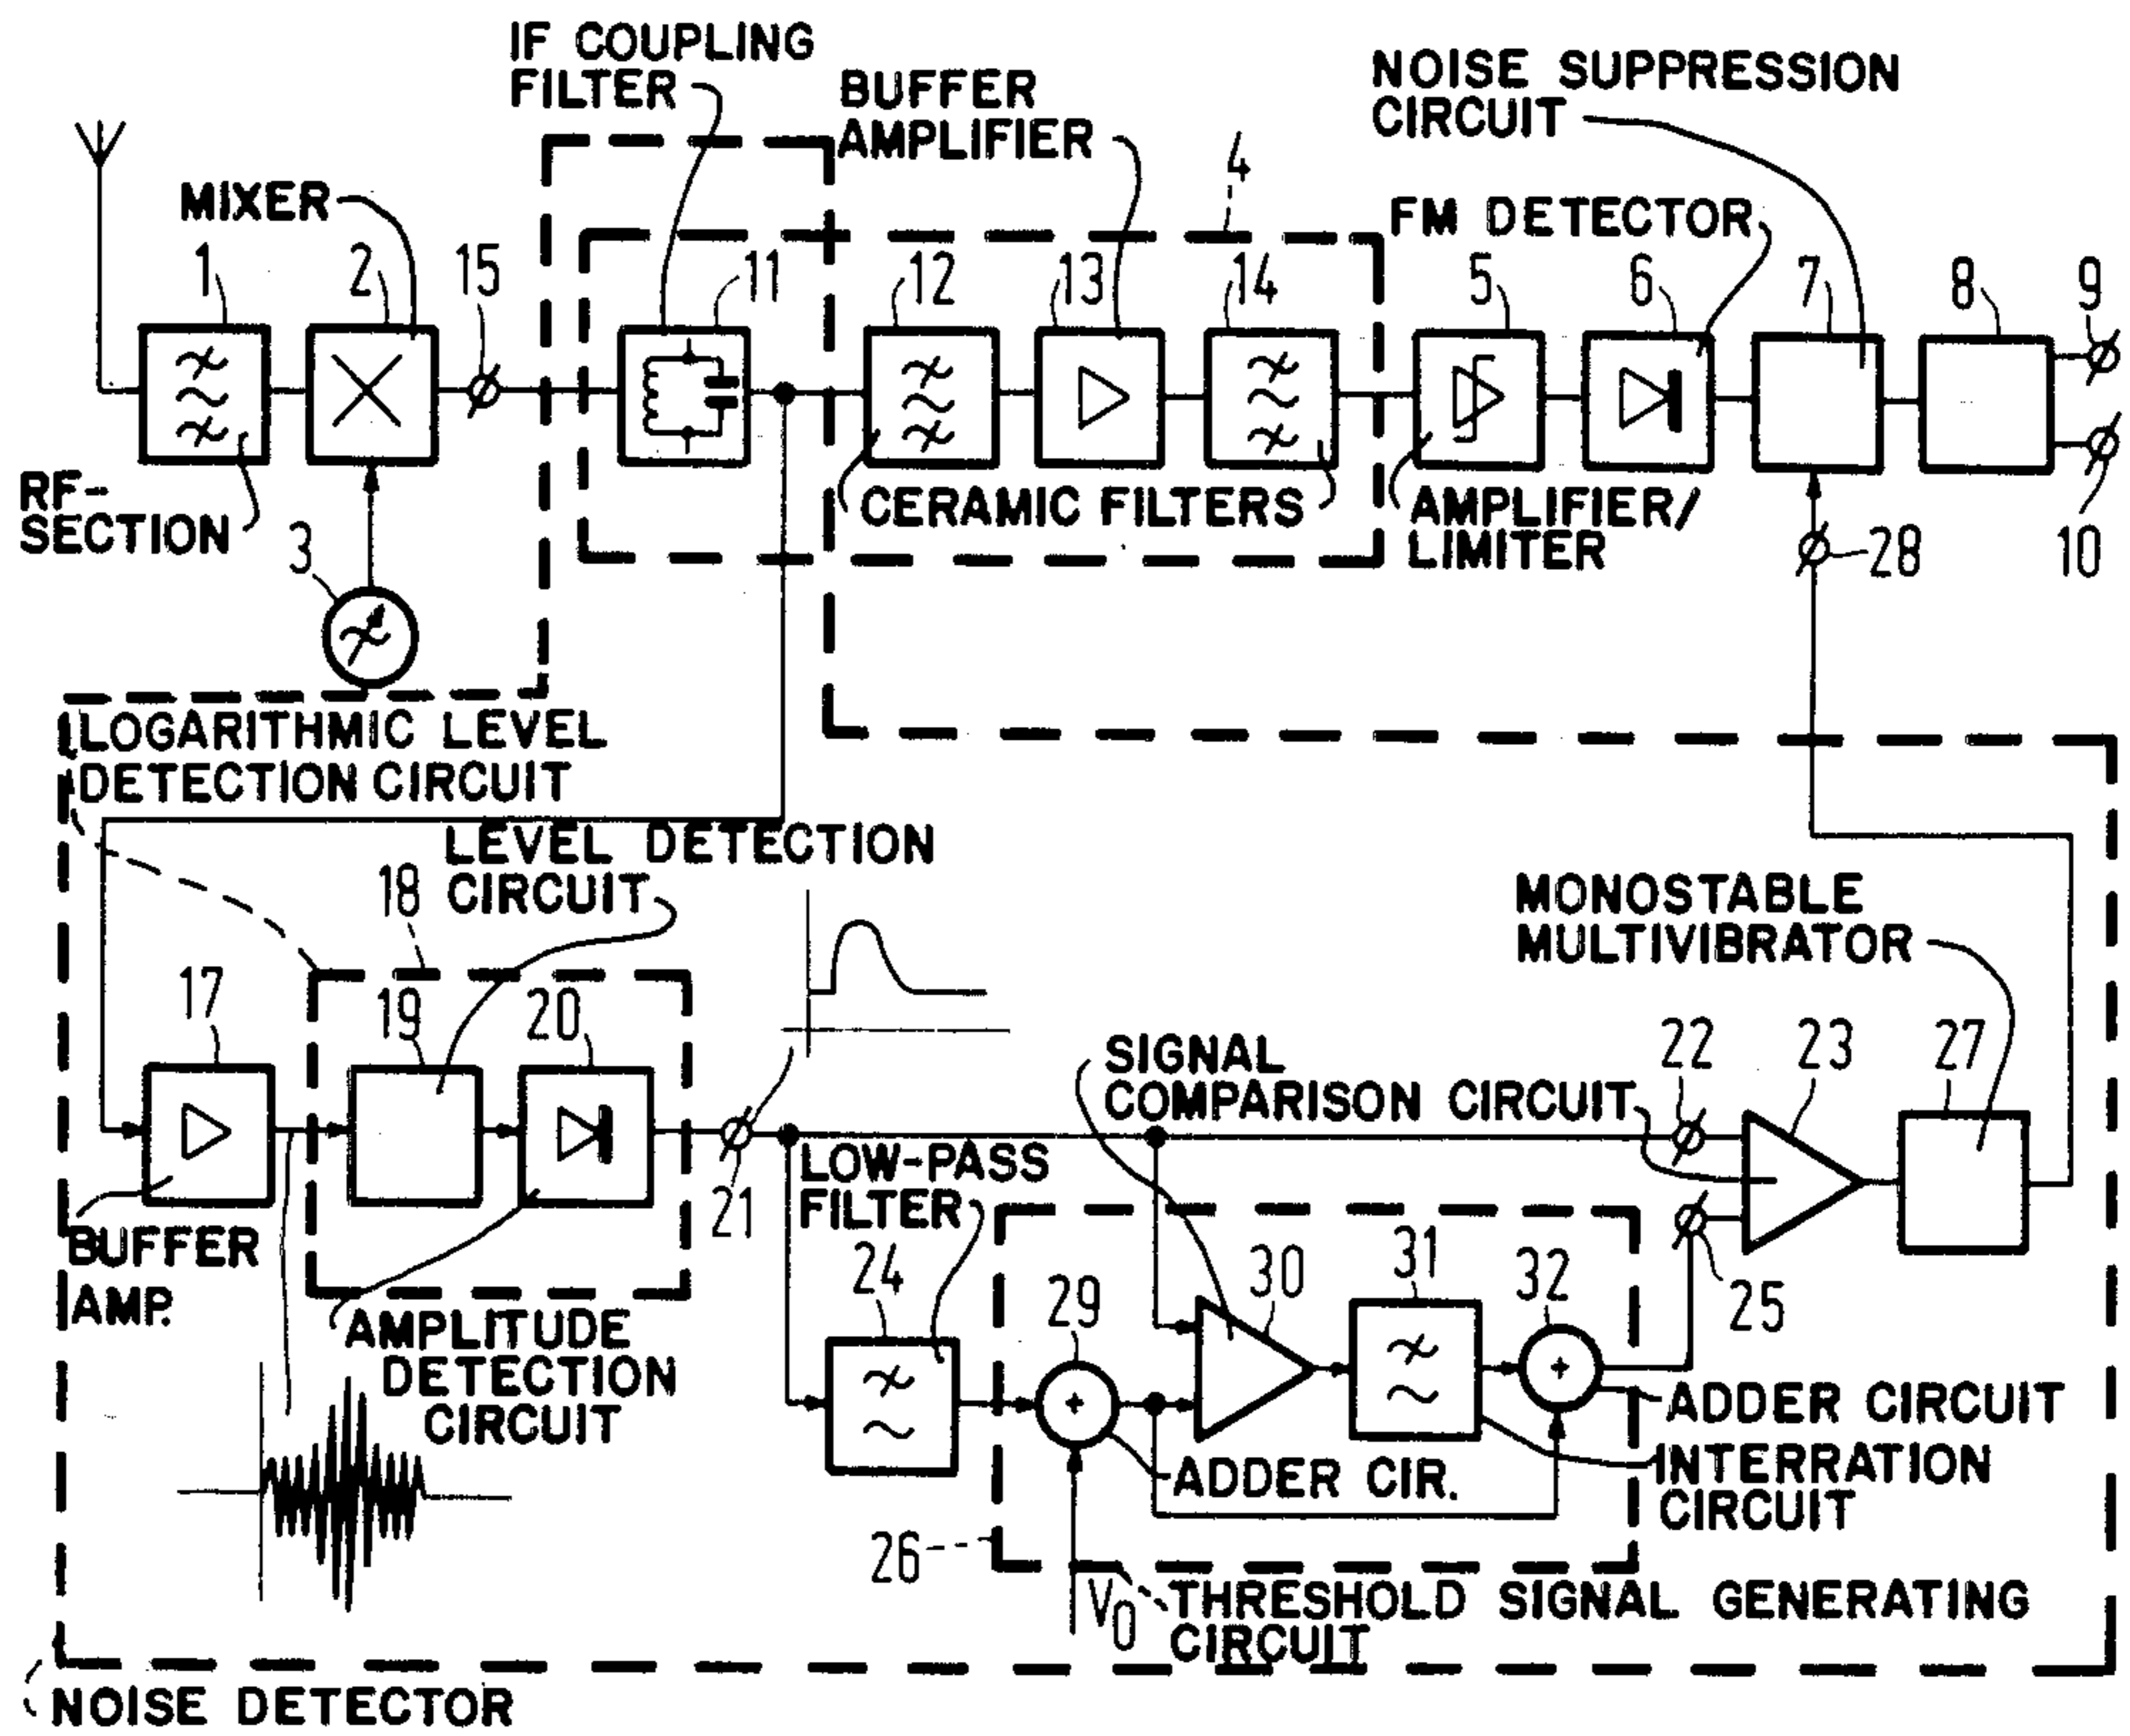 IF COUPLING
FILTER
BUFFER
AMPLIFIER
NOISE SUPPRESSION
CIRCUIT
4
MIXER
FM DETECTOR
1
2
15
11
12
13
14
5
6
7
8
9
RF-
SECTION
CERAMIC FILTERS
AMPLIFIER/
LIMITER
3
28
10
LOGARITHMIC LEVEL
DETECTION CIRCUIT
LEVEL DETECTION
CIRCUIT
18
MONOSTABLE
MULTIVIBRATOR
17
19
20
SIGNAL
COMPARISON CIRCUIT
22
23
27
21
LOW-PASS
FILTER
BUFFER
AMP.
24
29
30
31
32
25
AMPLITUDE
DETECTION
CIRCUIT
+
+
ADDER CIRCUIT
ADDER CIR.
INTERRATION
CIRCUIT
26
V0
THRESHOLD SIGNAL GENERATING
CIRCUIT
NOISE DETECTOR